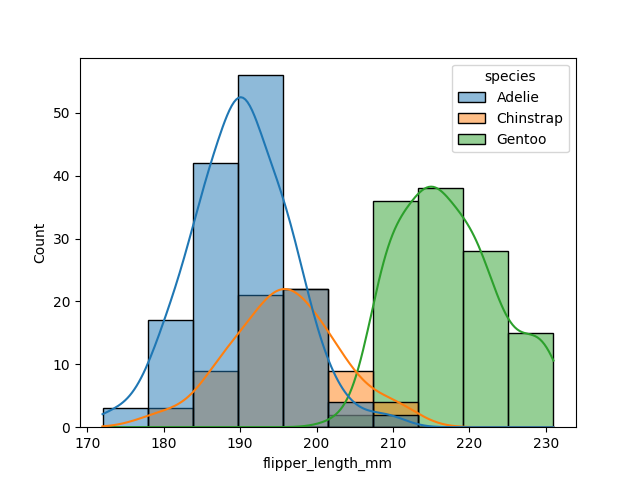 species
Adelie
Chinstrap
Gentoo
50
40
30
20
10
0
Count
170 180 190 200 210 220 230
flipper_length_mm